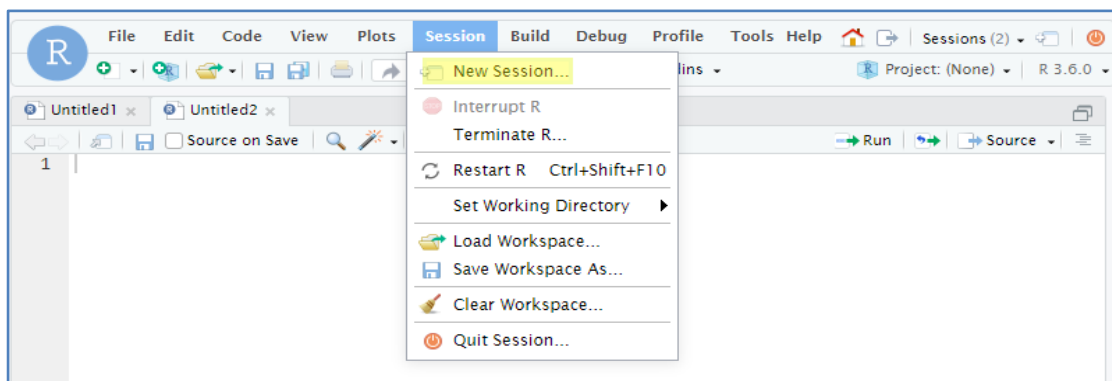 R File Edit Code View Plots Session Build Debug Profile Tools Help Sessions (2)
R Project: (None) R 3.6.0
New Session...
Untitled1 × Untitled2 ×
Interrupt R
Source on Save Run Source
Terminate R...
1
Restart R Ctrl+Shift+F10
Set Working Directory
Load Workspace...
Save Workspace As...
Clear Workspace...
Quit Session...